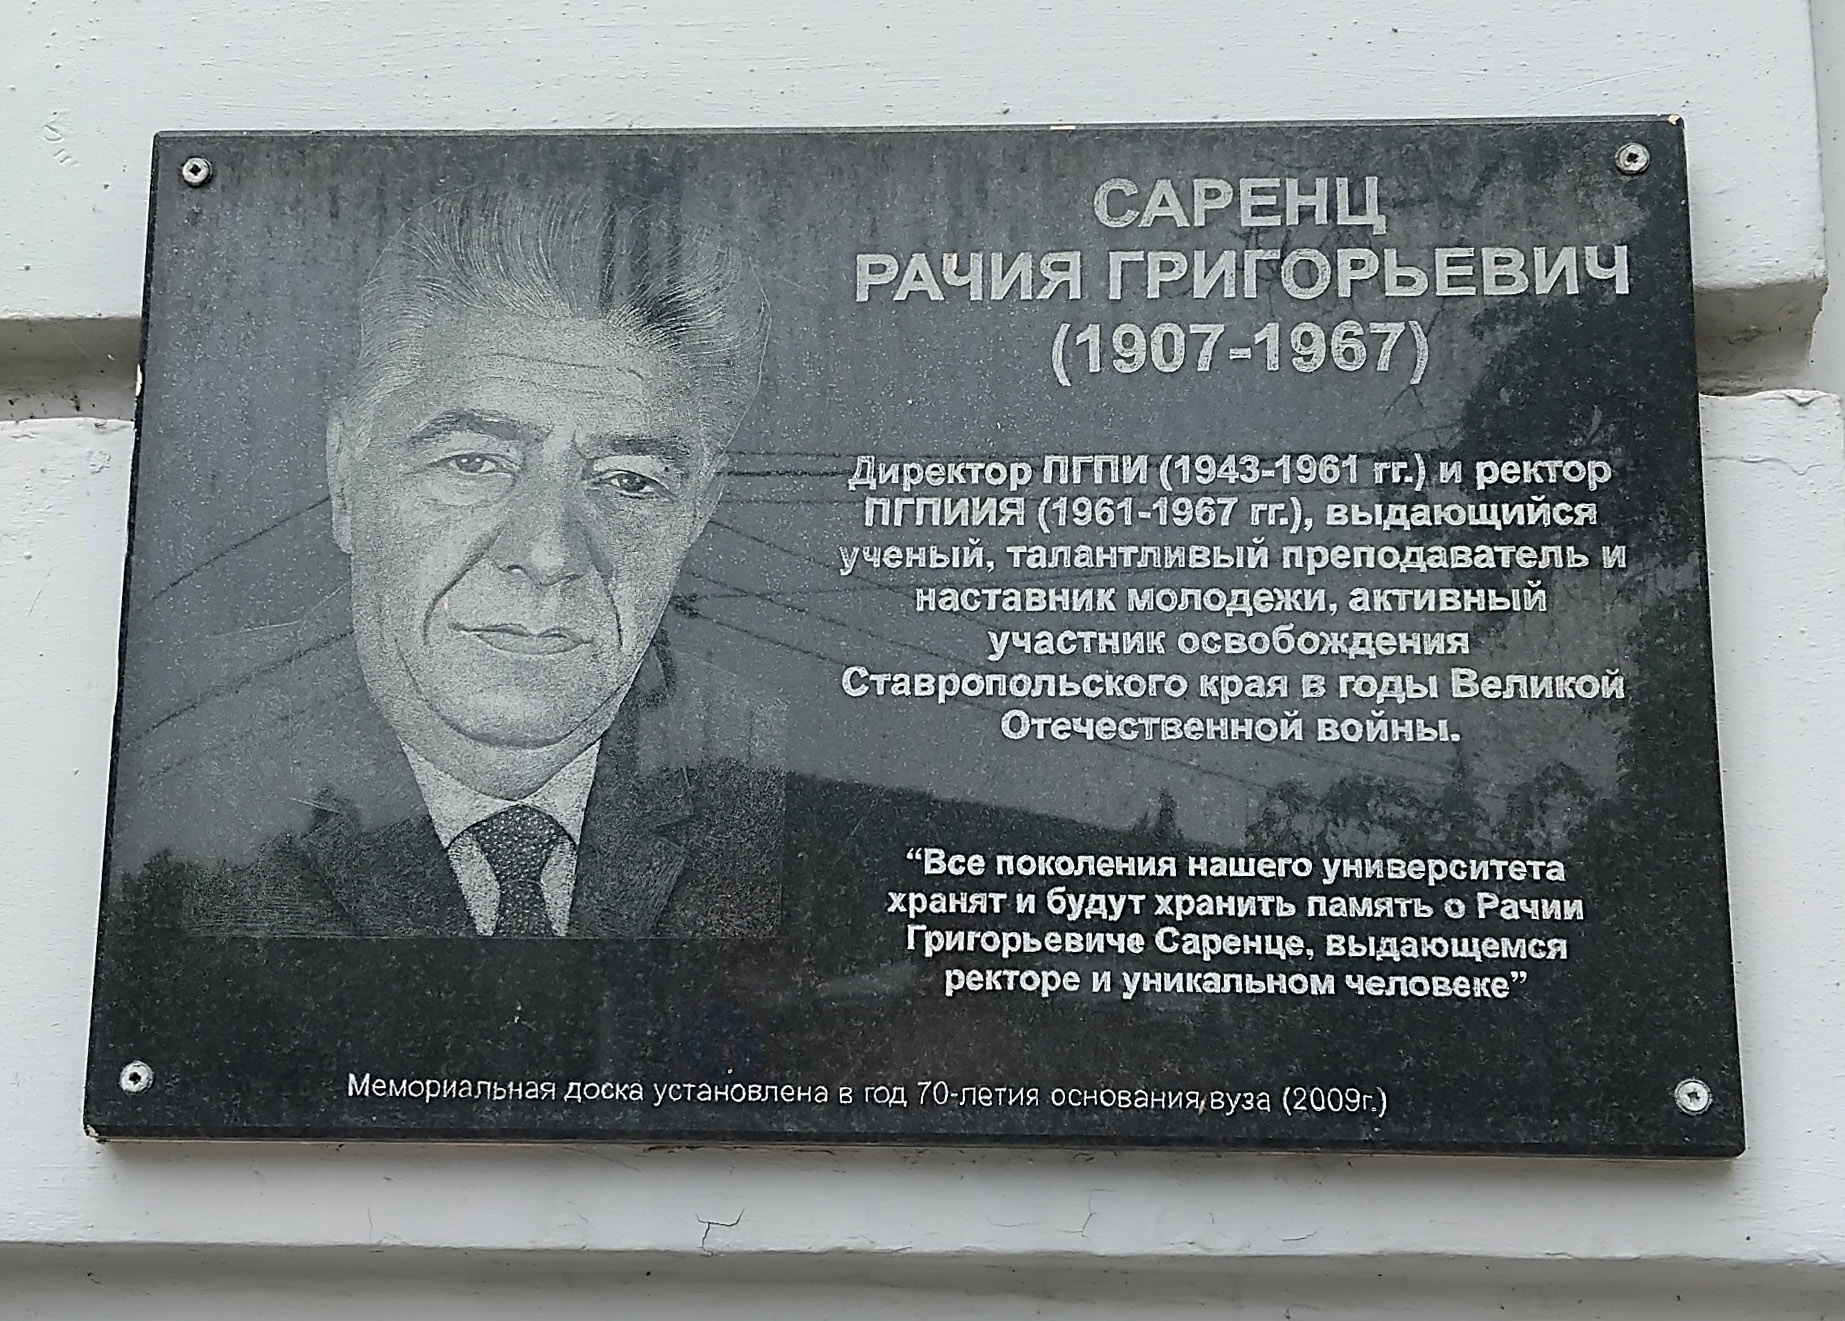 САРЕНЦ
РАЧИЯ ГРИГОРЬЕВИЧ
(1907-1967)
Директор ПГПИ (1943-1961 гг.) и ректор
ПГПИИЯ (1961-1967 гг.), выдающийся
ученый, талантливый преподаватель и
наставник молодежи, активный
участник освобождения
Ставропольского края в годы Великой
Отечественной войны.
“Все поколения нашего университета
хранят и будут хранить память о Рачии
Григорьевиче Саренце, выдающемся
ректоре и уникальном человеке”
Мемориальная доска установлена в год 70-летия основания вуза (2009г.)